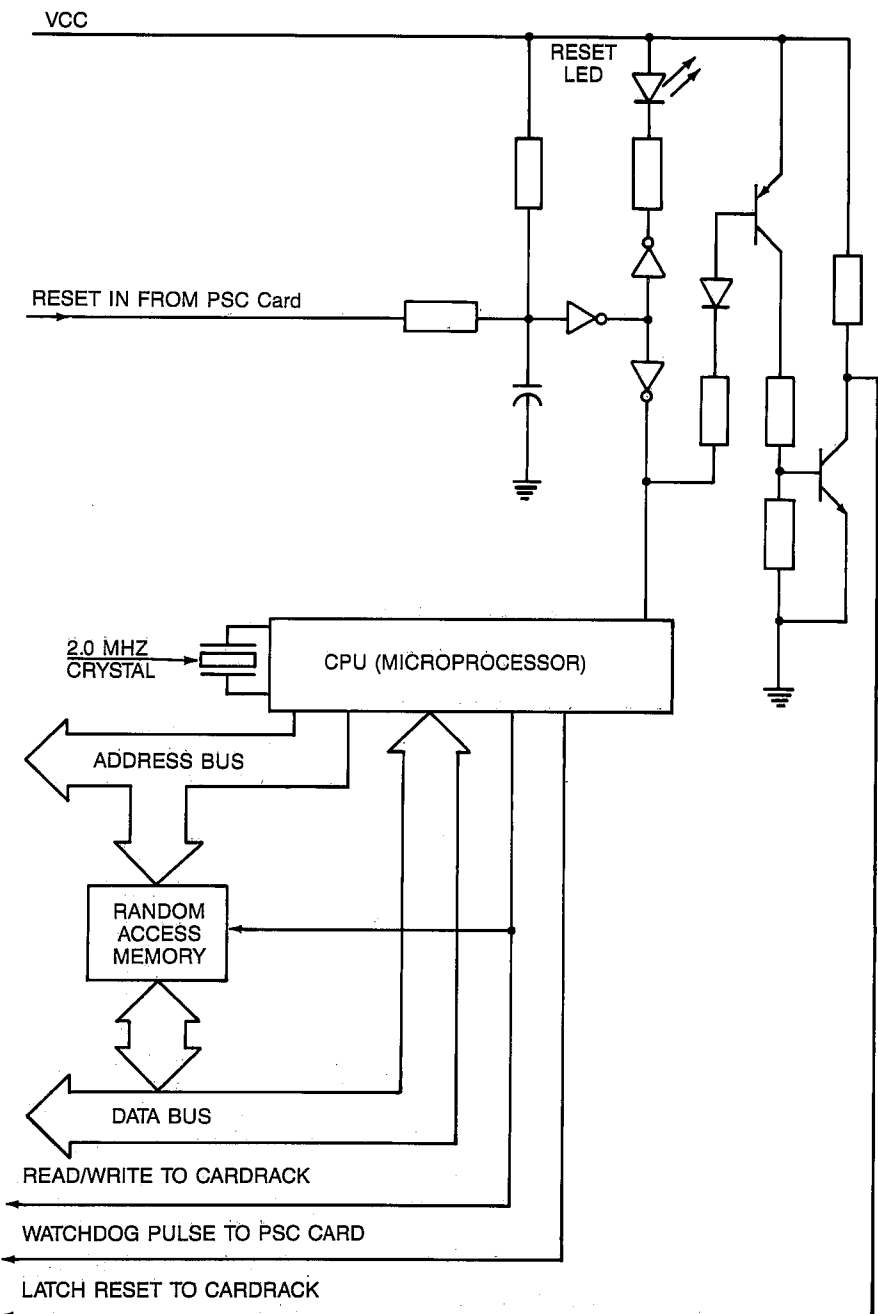 VCC
RESET
LED
RESET IN FROM PSC Card
2.0 MHZ
CRYSTAL
CPU (MICROPROCESSOR)
ADDRESS BUS
RANDOM
ACCESS
MEMORY
DATA BUS
READ/WRITE TO CARDRACK
WATCHDOG PULSE TO PSC CARD
LATCH RESET TO CARDRACK